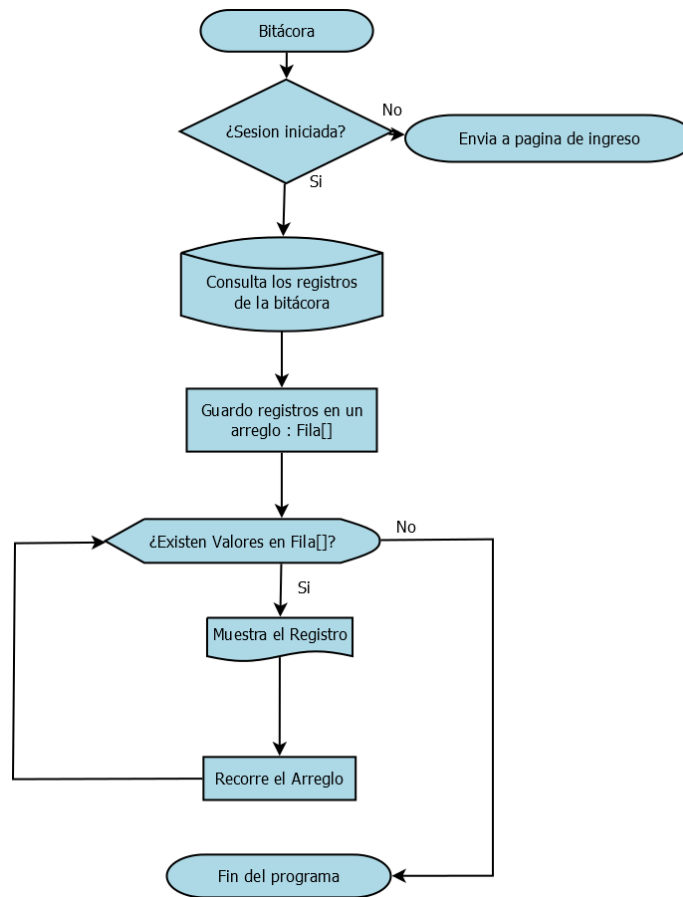 Bitácora
¿Sesion iniciada?
No
Envia a pagina de ingreso
Si
Consulta los registros
de la bitácora
Guardo registros en un
arreglo : Fila[]
¿Existen Valores en Fila[]?
No
Si
Muestra el Registro
Recorre el Arreglo
Fin del programa